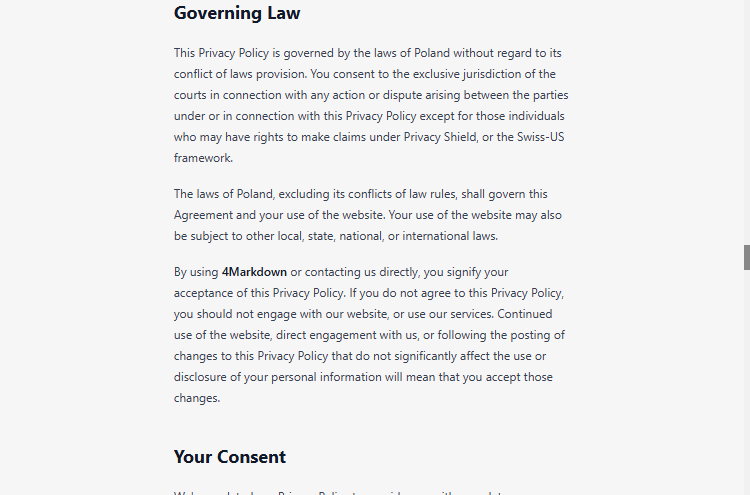 Governing Law
This Privacy Policy is governed by the laws of Poland without regard to its
conflict of laws provision. You consent to the exclusive jurisdiction of the
courts in connection with any action or dispute arising between the parties
under or in connection with this Privacy Policy except for those individuals
who may have rights to make claims under Privacy Shield, or the Swiss-US
framework.
The laws of Poland, excluding its conflicts of law rules, shall govern this
Agreement and your use of the website. Your use of the website may also
be subject to other local, state, national, or international laws.
By using 4Markdown or contacting us directly, you signify your
acceptance of this Privacy Policy. If you do not agree to this Privacy Policy,
you should not engage with our website, or use our services. Continued
use of the website, direct engagement with us, or following the posting of
changes to this Privacy Policy that do not significantly affect the use or
disclosure of your personal information will mean that you accept those
changes.
Your Consent